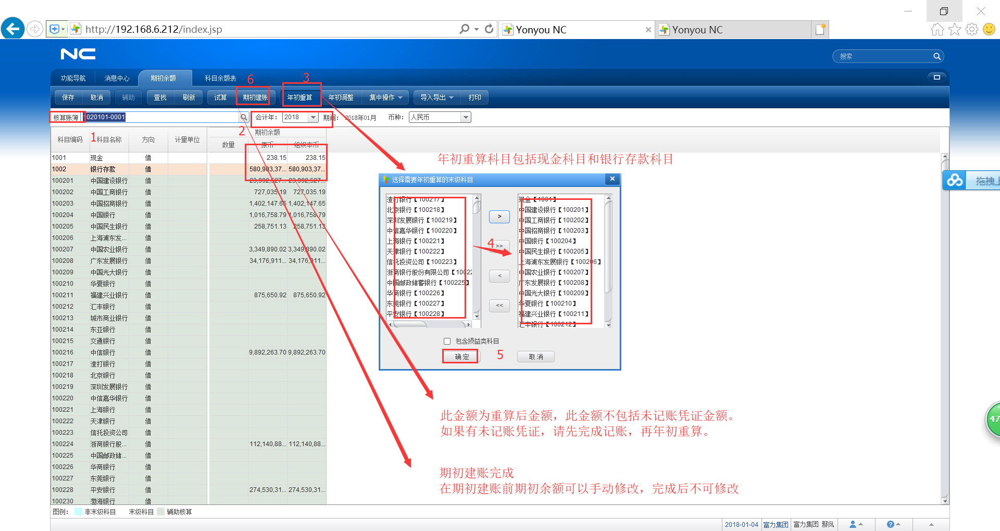 http://192.168.6.212/index.jsp
Yonyou NC
Yonyou NC
NC
搜索
功能导航 消息中心 期初余额 科目余额表
6
3
保存 取消 辅助 查找 刷新 试算 期初建账 年初重算 年初调整 集中操作 导入导出 打印
核算账簿 1020101-0001 会计年: 2018 期间: 2018年01月 币种: 人民币
1
2
期初余额
科目编码 科目名称 方向 计量单位 数量 原币 组织本币
1001 现金 借 238.15 238.15
1002 银行存款 借 580,903,37... 580,903,37...
100201 中国建设银行 借 23,992,527... 23,992,527...
100202 中国工商银行 借 727,035.19 727,035.19
100203 中国招商银行 借 1,402,147.65 1,402,147.65
100204 中国银行 借 1,016,758.79 1,016,758.79
100205 中国民生银行 借 258,751.13 258,751.13
100206 上海浦东发... 借
100207 中国农业银行 借 3,349,890.02 3,349,890.02
100208 广东发展银行 借 34,176,911... 34,176,911...
100209 中国光大银行 借
100210 华夏银行 借
100211 福建兴业银行 借 875,650.92 875,650.92
100212 汇丰银行 借
100213 城市商业银行 借
100214 东亚银行 借
100215 交通银行 借
100216 中信银行 借 9,892,263.70 9,892,263.70
100217 渣打银行 借
100218 北京银行 借
100219 深圳发展银行 借
100220 中信嘉华银行 借
100221 上海银行 借
100222 天津银行 借
100223 信托投资公司 借
100224 浙商银行股... 借 112,140,88... 112,140,88...
100225 中国邮政储... 借
100226 华商银行 借
100227 东莞银行 借
100228 平安银行 借 274,530,31... 274,530,31...
100230 渤海银行 借
年初重算科目包括现金科目和银行存款科目
选择需要年初重算的末级科目
渣打银行【100217】
北京银行【100218】
深圳发展银行【100219】
中信嘉华银行【100220】
上海银行【100221】
天津银行【100222】
信托投资公司【100223】
浙商银行股份有限公司【10022
中国邮政储蓄银行【100225】
华商银行【100226】
东莞银行【100227】
平安银行【100228】
>
4
>>
<
<<
现金【1001】
中国建设银行【100201】
中国工商银行【100202】
中国招商银行【100203】
中国银行【100204】
中国民生银行【100205】
上海浦东发展银行【100206】
中国农业银行【100207】
广东发展银行【100208】
中国光大银行【100209】
华夏银行【100210】
福建兴业银行【100211】
汇丰银行【100212】
包含损益类科目
确定 5 取消
拖拽上
47
此金额为重算后金额，此金额不包括未记账凭证金额。
如果有未记账凭证，请先完成记账，再年初重算。
期初建账完成
在期初建账前期初余额可以手动修改，完成后不可修改
图例: 非末级科目 末级科目 辅助核算
2018-01-04 富力集团 富力集团 鄢凤